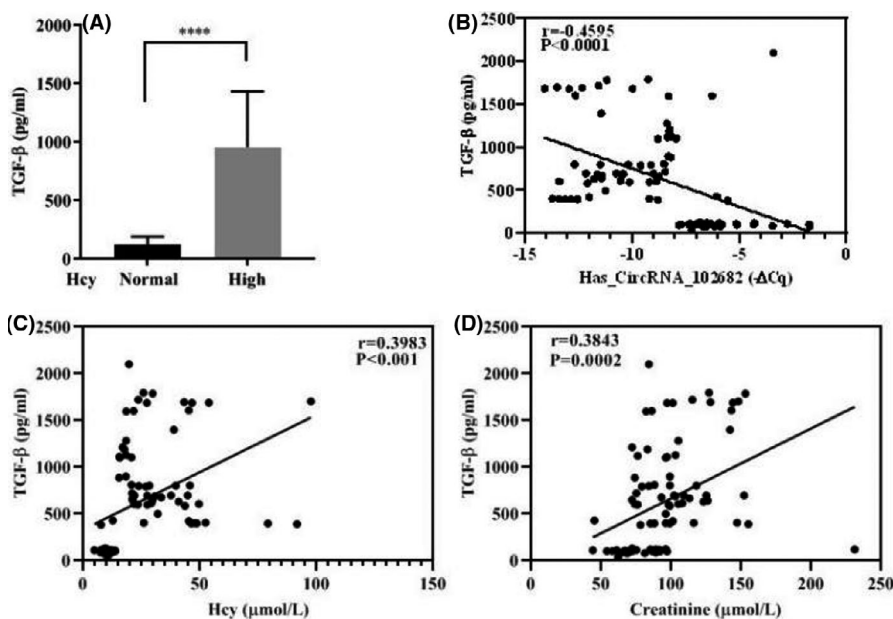 (A)
2000
1500
1000
500
0
TGF-β (pg/ml)
****
Hcy Normal High
(B)
r=-0.4595
P<0.0001
2500
2000
1500
1000
500
0
TGF-β (pg/ml)
-15 -10 -5 0
Has_CircRNA_102682 (-ΔCq)
(C)
r=0.3983
P<0.001
2500
2000
1500
1000
500
0
TGF-β (pg/ml)
0 50 100 150
Hcy (μmol/L)
(D)
r=0.3843
P=0.0002
2500
2000
1500
1000
500
0
TGF-β (pg/ml)
0 50 100 150 200 250
Creatinine (μmol/L)